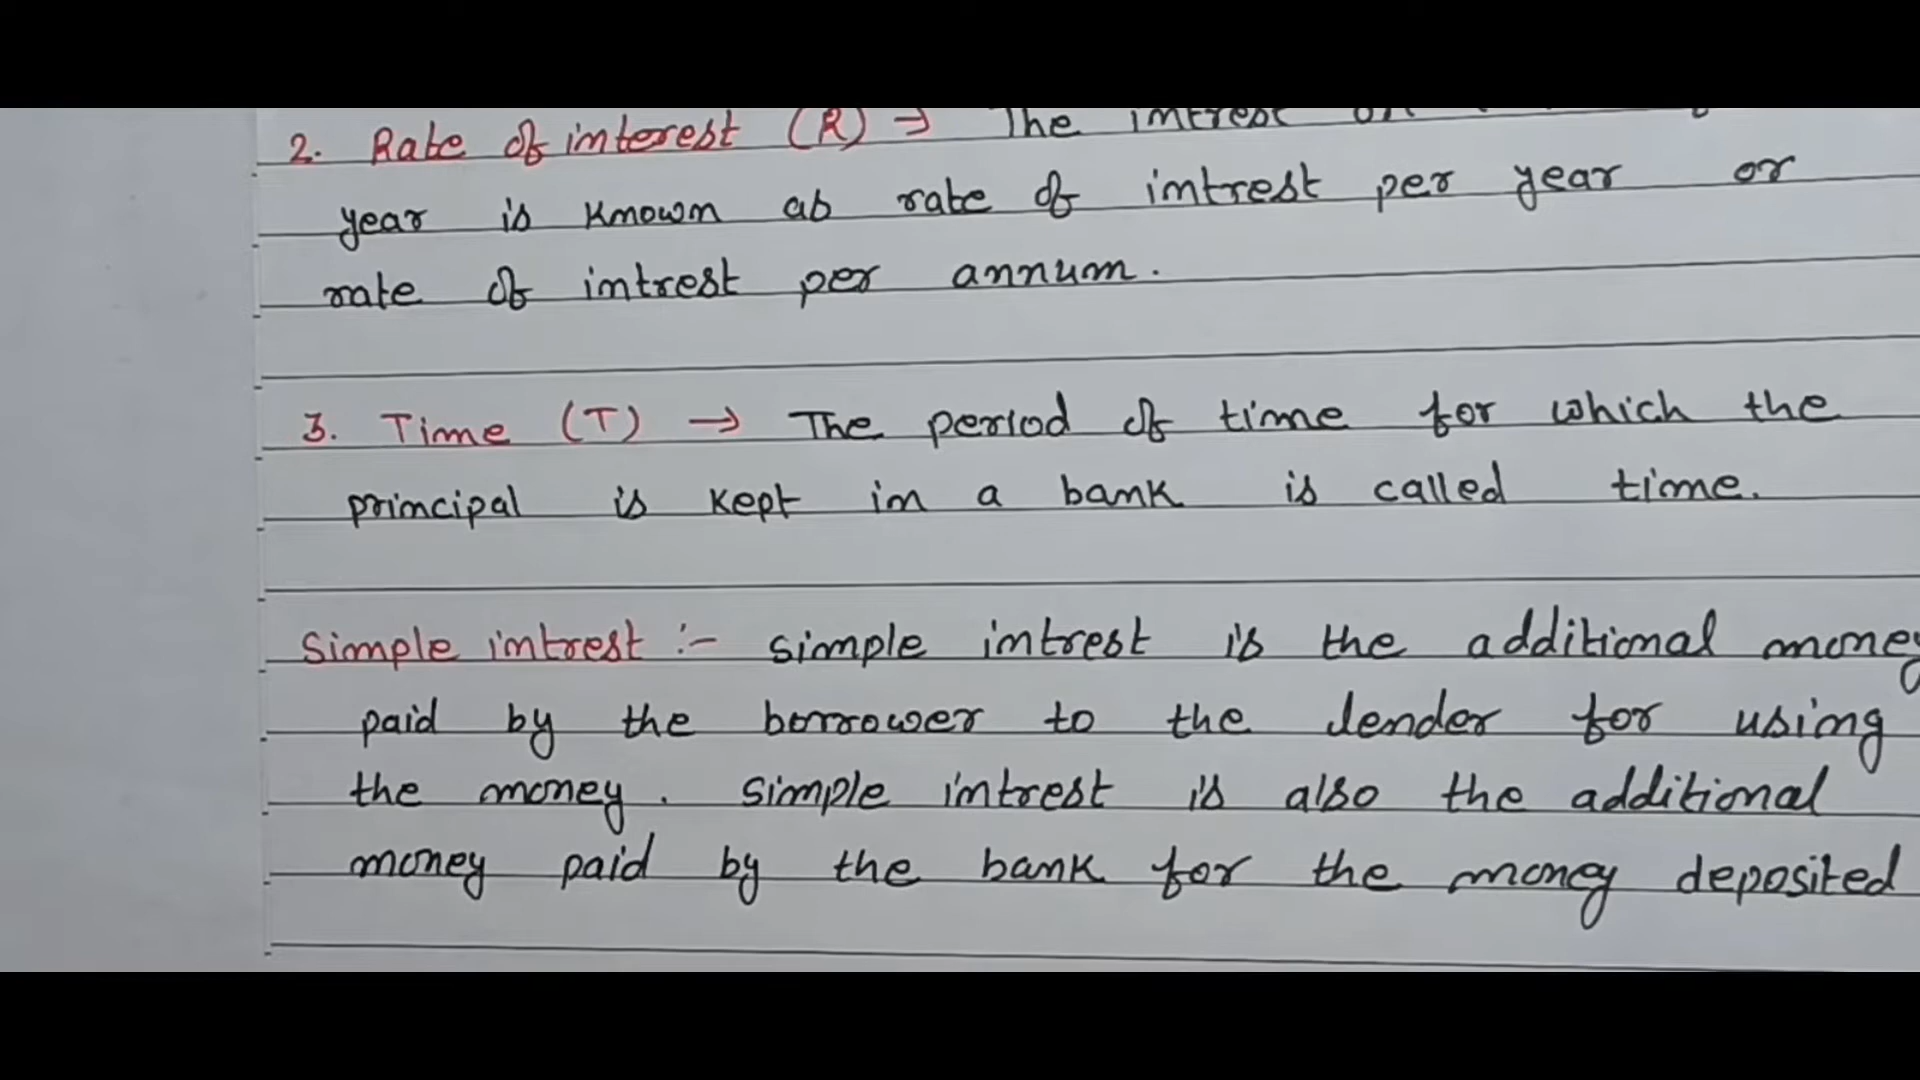 2. Rate of interest (R) → The intrest on
year is known as rate of intrest per year or
rate of intrest per annum.
3. Time (T) → The period of time for which the
principal is kept in a bank is called time.
Simple intrest :- simple intrest is the additional money
paid by the borrower to the lender for using
the money. Simple intrest is also the additional
money paid by the bank for the money deposited